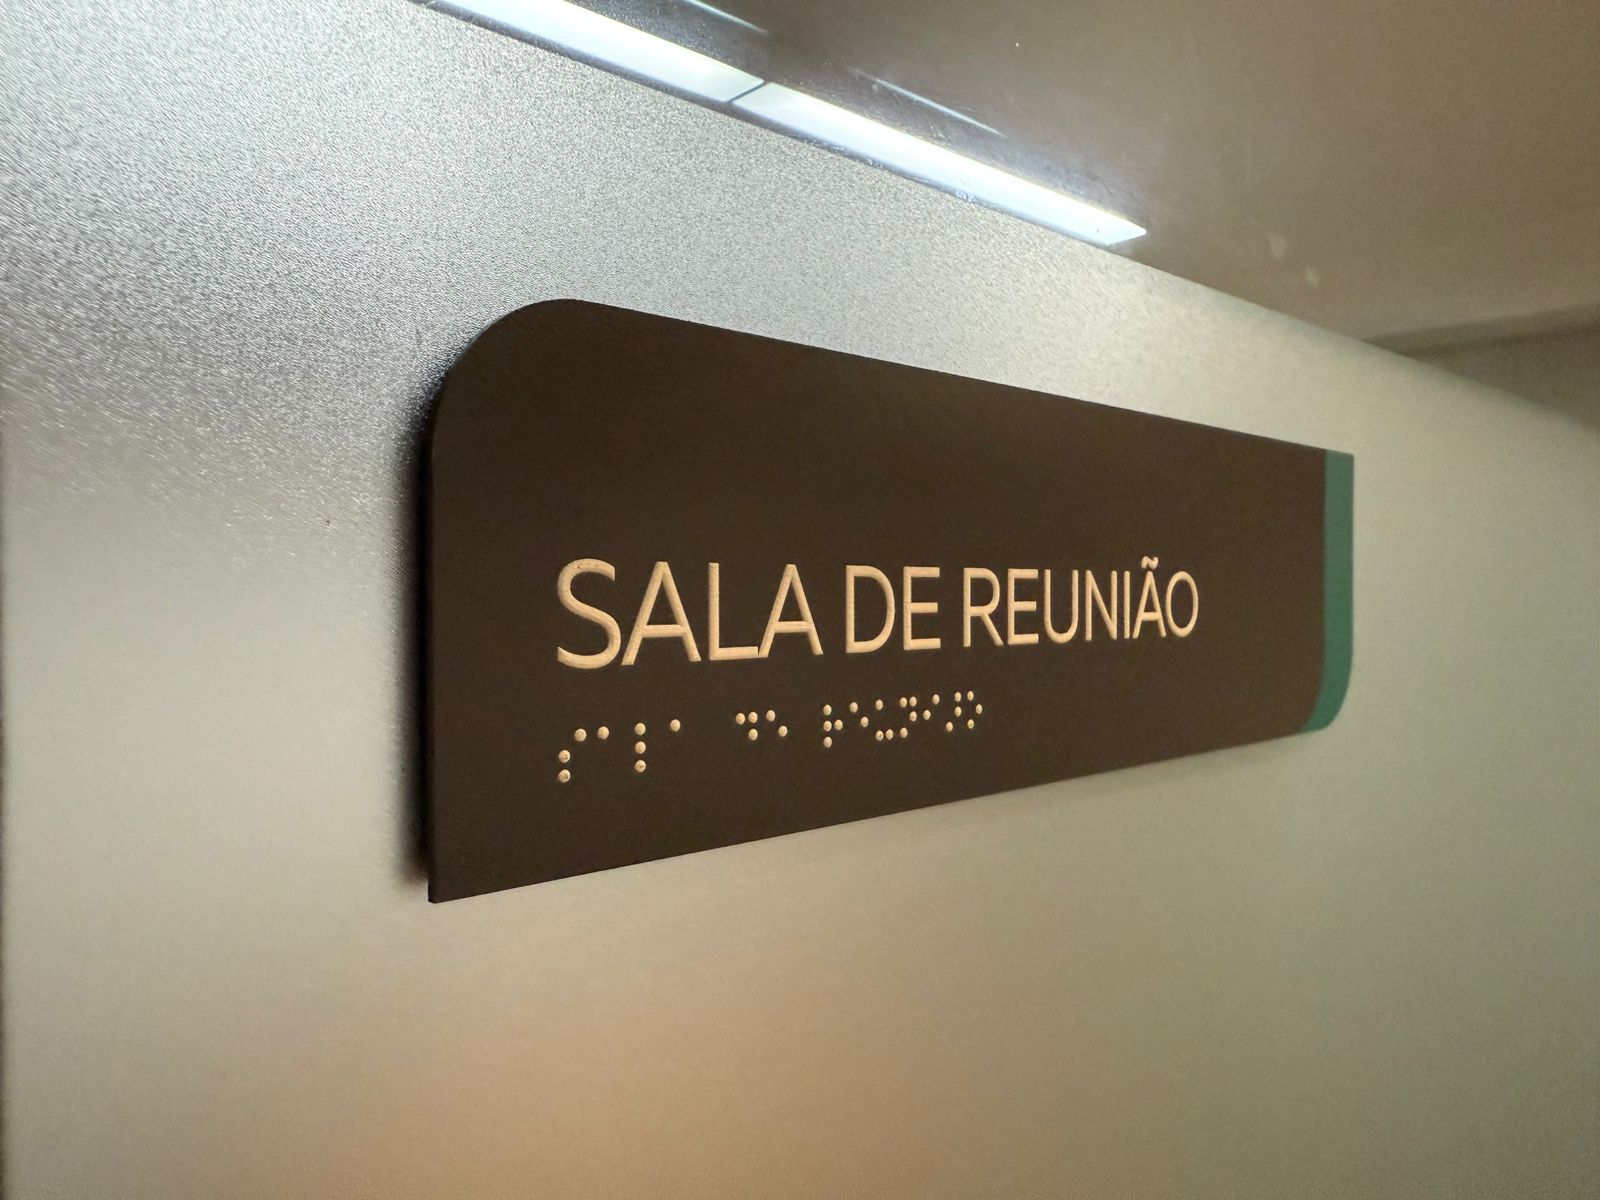 SALA DE REUNIÃO
⠎⠁⠇⠁ ⠙⠑ ⠗⠑⠥⠝⠊⠜⠕